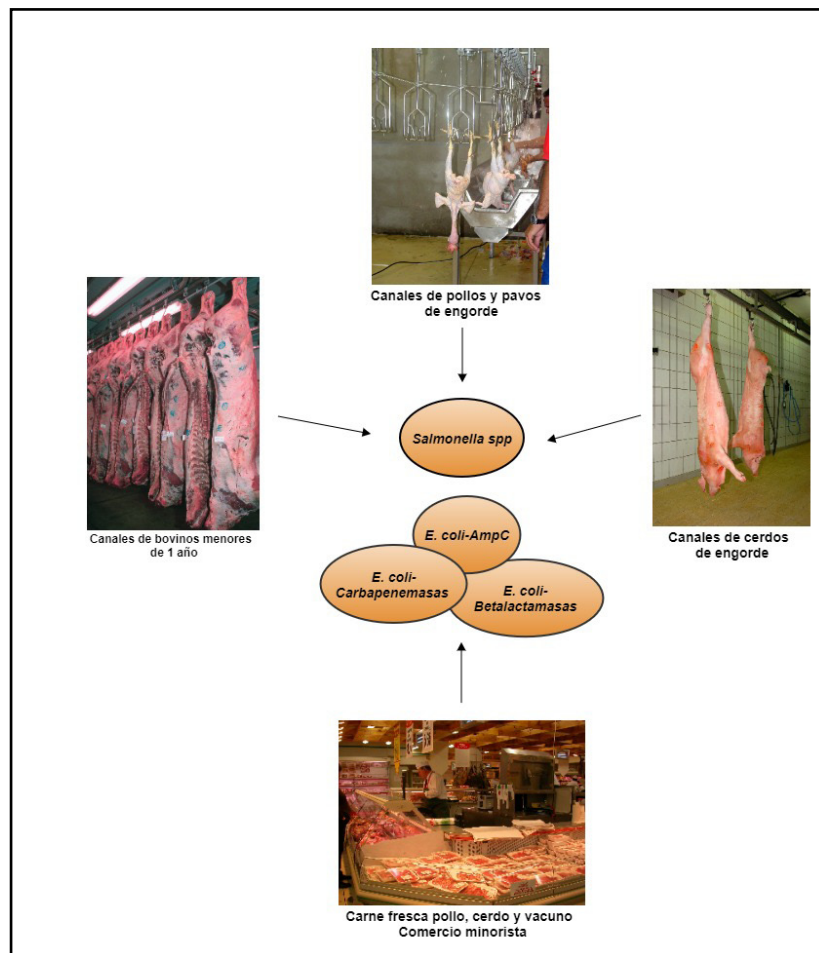 Canales de pollos y pavos
de engorde
Salmonella spp
Canales de bovinos menores
de 1 año
Canales de cerdos
de engorde
E. coli-AmpC
E. coli-
Carbapenemasas
E. coli-
Betalactamasas
Carne fresca pollo, cerdo y vacuno
Comercio minorista